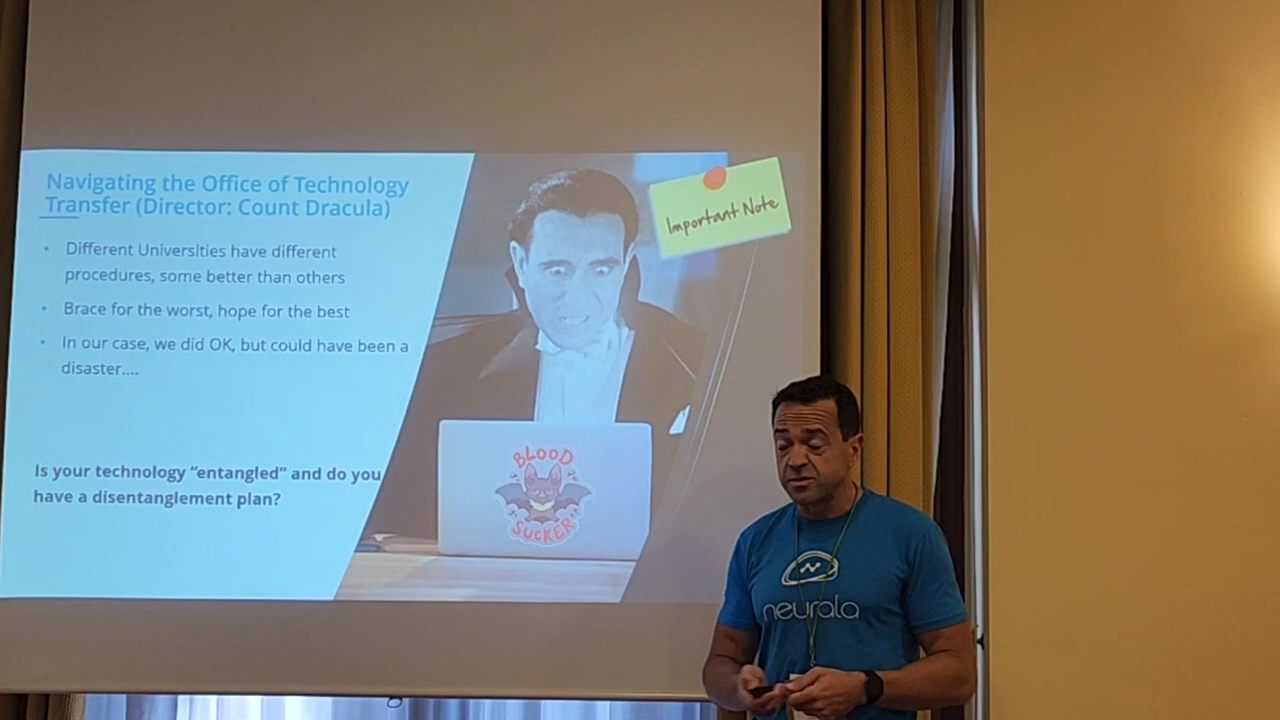 Navigating the Office of Technology
Transfer (Director: Count Dracula)
• Different Universities have different
procedures, some better than others
• Brace for the worst, hope for the best
• In our case, we did OK, but could have been a
disaster....
Is your technology “entangled” and do you
have a disentanglement plan?
Important Note
BLOOD
SUCKER
neurala